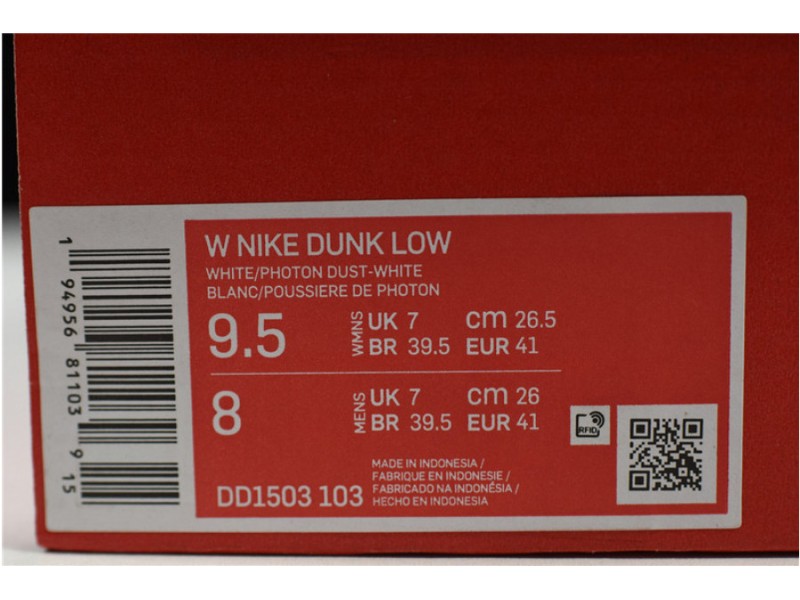 W NIKE DUNK LOW
WHITE/PHOTON DUST-WHITE
BLANC/POUSSIERE DE PHOTON
9.5 WMNS UK 7 cm 26.5
BR 39.5 EUR 41
8 MENS UK 7 cm 26
BR 39.5 EUR 41
RFID
MADE IN INDONESIA /
FABRIQUE EN INDONESIE /
FABRICADO NA INDONÉSIA /
HECHO EN INDONESIA
DD1503 103
1 94956 81103 9 15